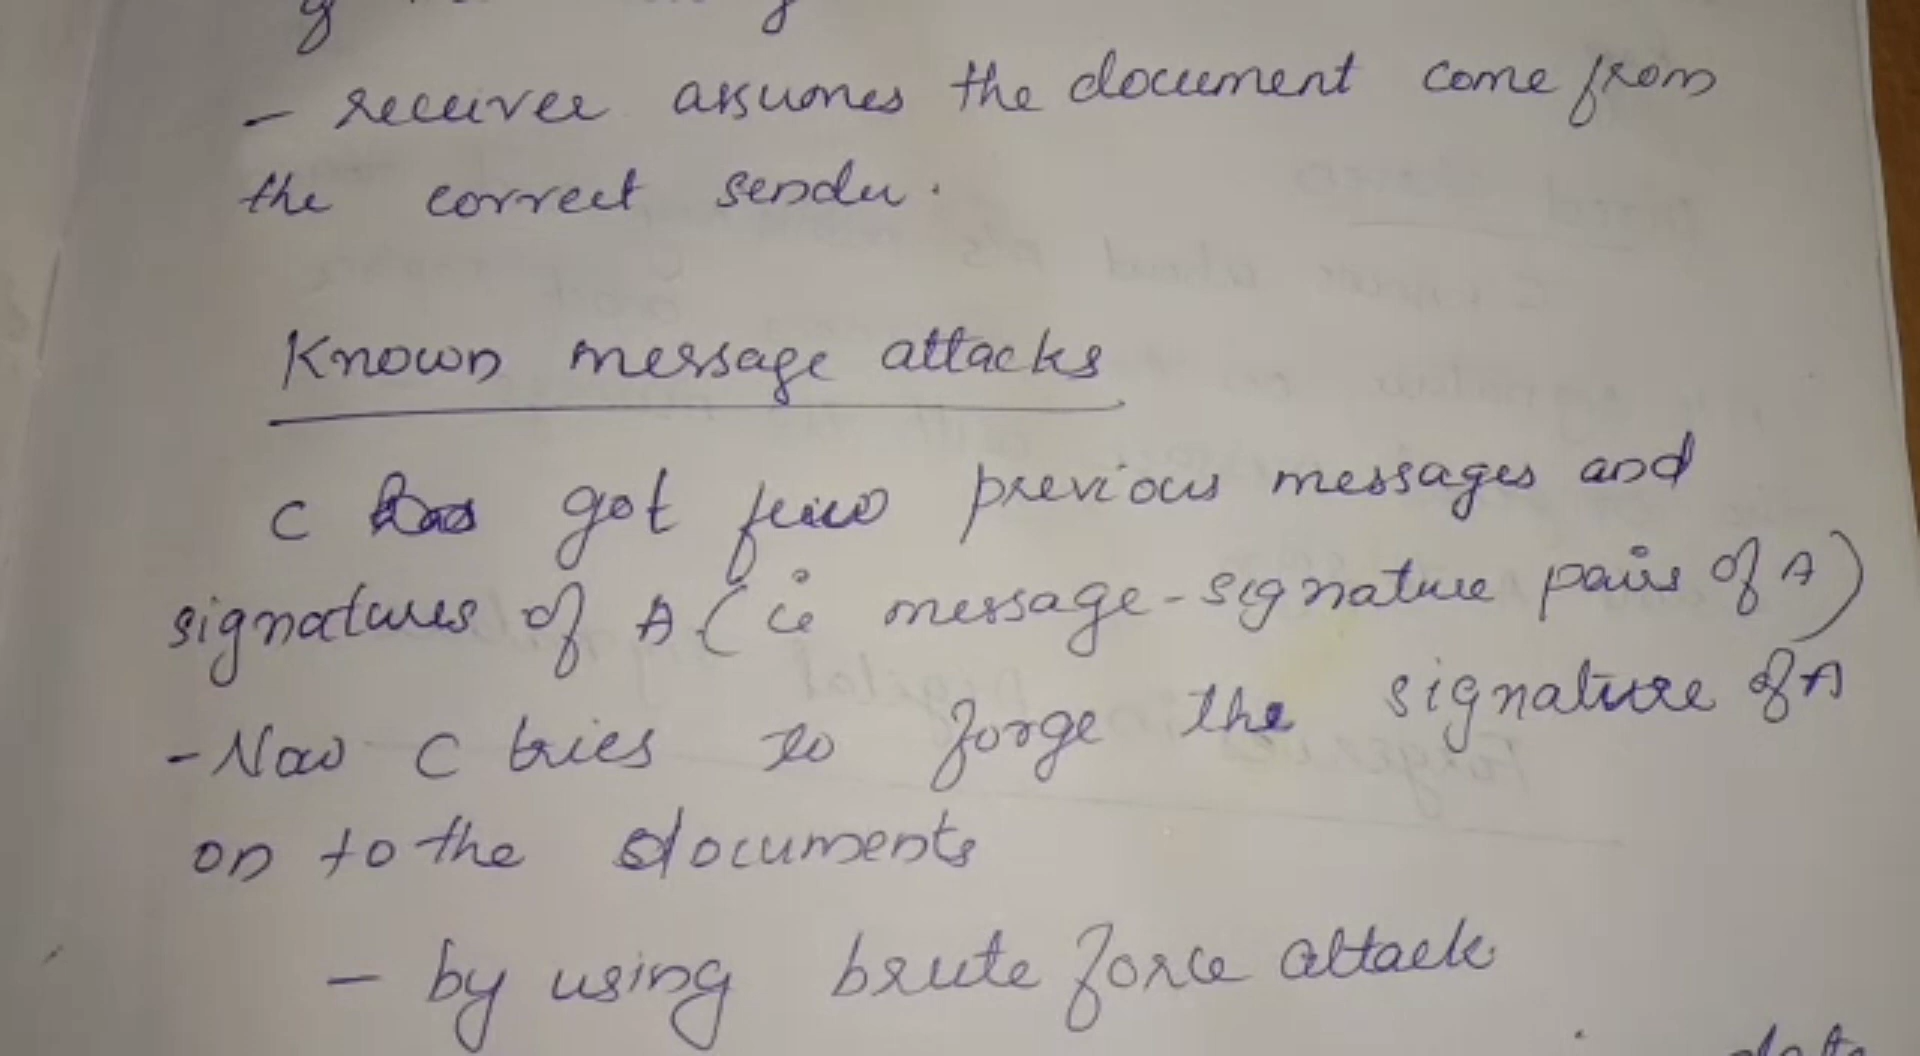 - receiver assumes the document come from
the correct sender.
Known message attacks
C has got few previous messages and
signatures of A (ie message-signature pairs of A)
- Now C tries to forge the signature of A
on to the documents
- by using brute force attack